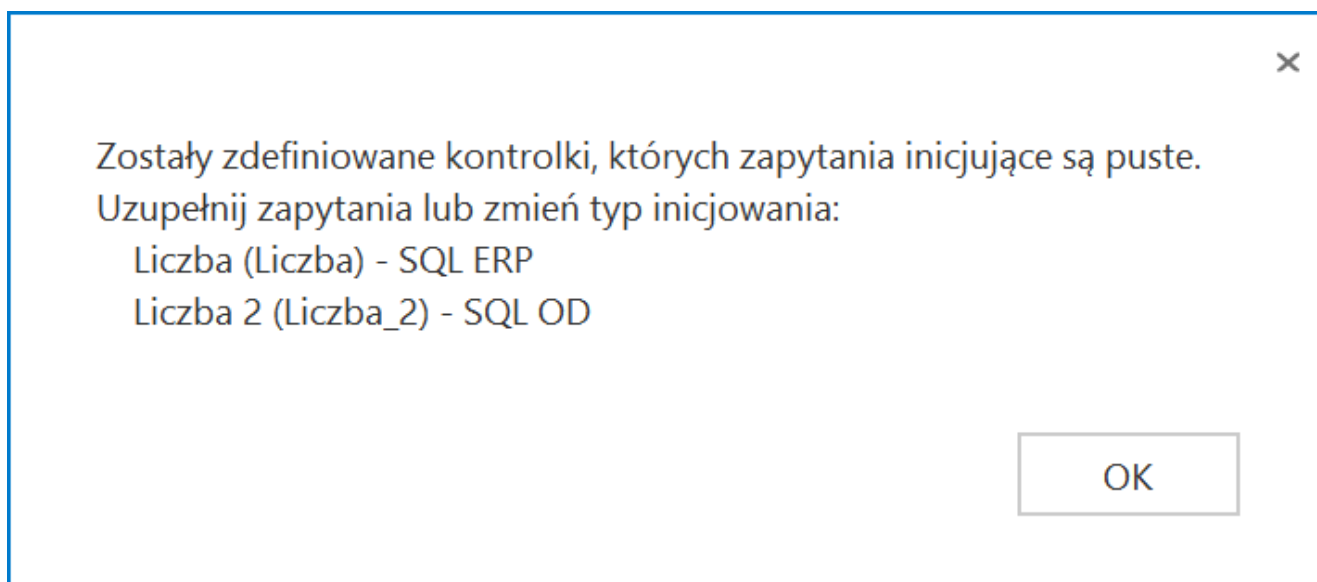 Zostały zdefiniowane kontrolki, których zapytania inicjujące są puste.
Uzupełnij zapytania lub zmień typ inicjowania:
Liczba (Liczba) - SQL ERP
Liczba 2 (Liczba_2) - SQL OD
OK